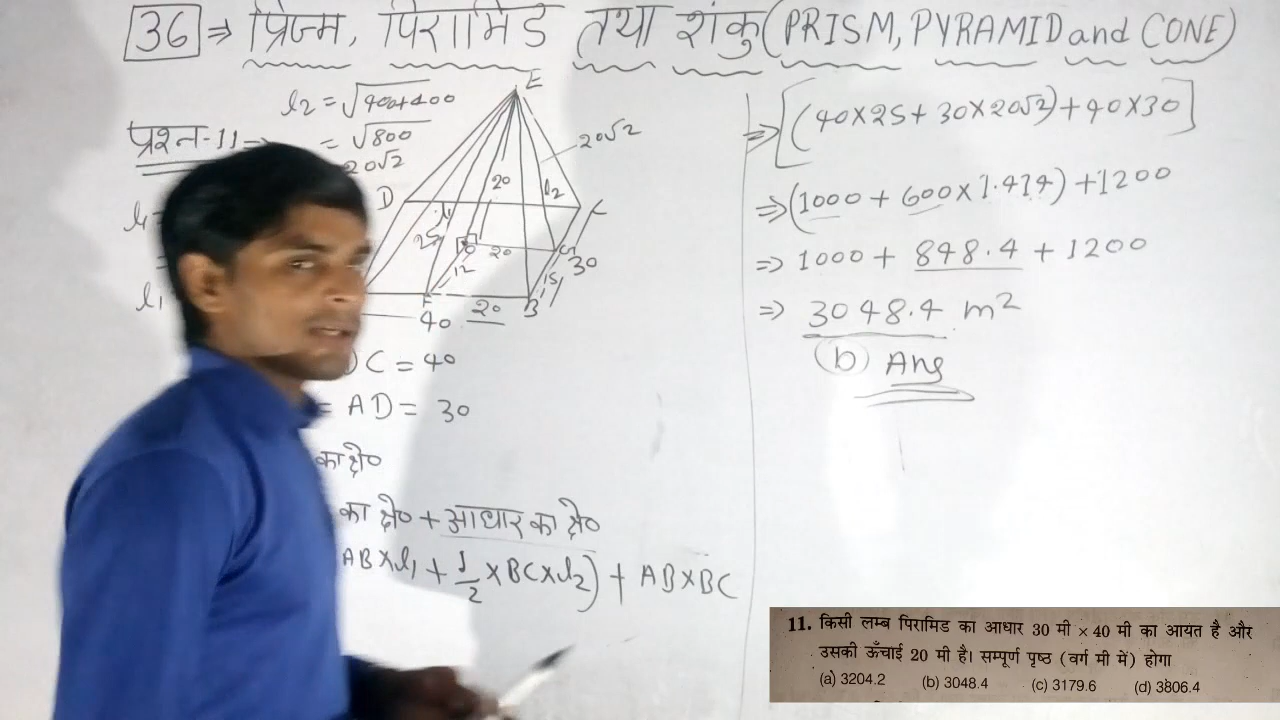 36 ⇒ प्रिज्म, पिरामिड तथा शंकु (PRISM, PYRAMID and CONE)
प्रश्न-11 ⇒
l2 = √400+400
= √800
20√2
l1
E
20√2
D
20
l2
C
25
O
20
G
30
12
15
F
20
B
40
DC = 40
= AD = 30
का क्षे०
का क्षे० + आधार का क्षे०
AB×l1 + 1/2 ×BC×l2) + AB×BC
⇒ [(40×25 + 30×20√2) + 40×30]
⇒ (1000 + 600×1.414) + 1200
⇒ 1000 + 848.4 + 1200
⇒ 3048.4 m²
(b) Ans
11. किसी लम्ब पिरामिड का आधार 30 मी × 40 मी का आयत है और
उसकी ऊँचाई 20 मी है। सम्पूर्ण पृष्ठ (वर्ग मी में) होगा
(a) 3204.2 (b) 3048.4 (c) 3179.6 (d) 3806.4